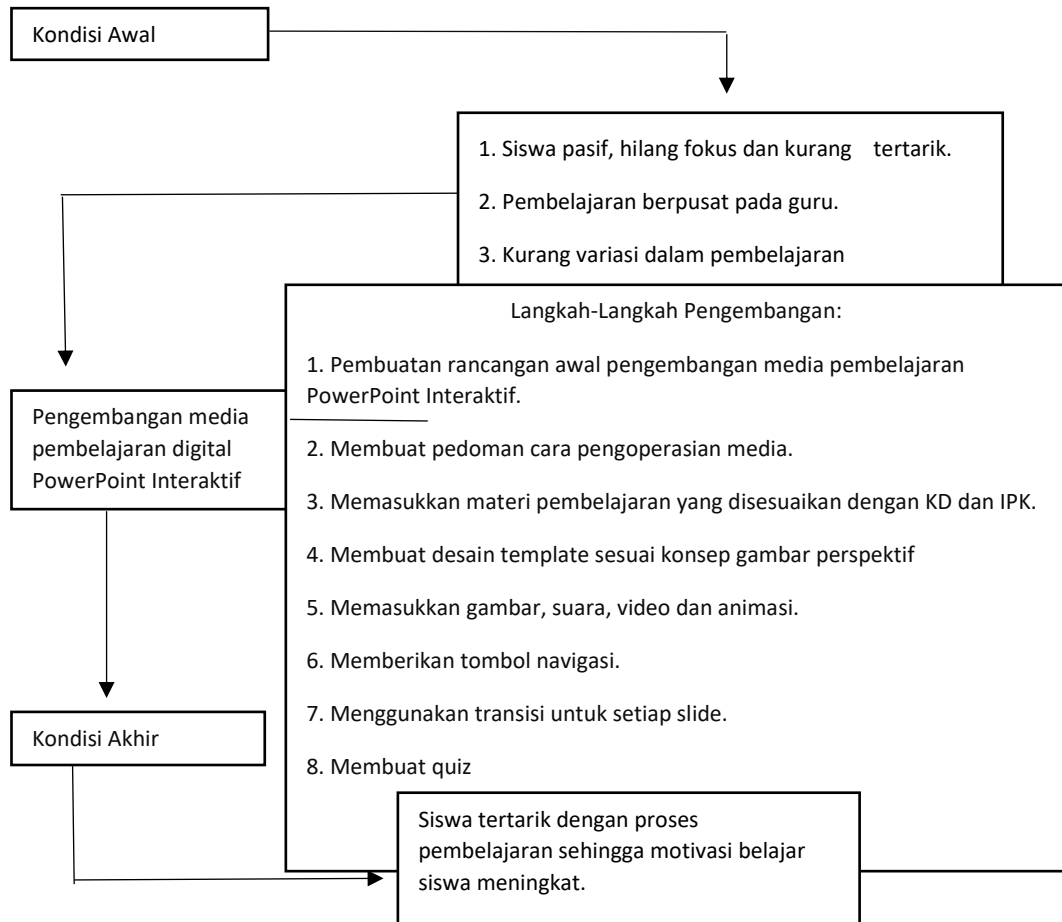 Kondisi Awal
1. Siswa pasif, hilang fokus dan kurang tertarik.
2. Pembelajaran berpusat pada guru.
3. Kurang variasi dalam pembelajaran
Langkah-Langkah Pengembangan:
1. Pembuatan rancangan awal pengembangan media pembelajaran
PowerPoint Interaktif.
2. Membuat pedoman cara pengoperasian media.
3. Memasukkan materi pembelajaran yang disesuaikan dengan KD dan IPK.
4. Membuat desain template sesuai konsep gambar perspektif
5. Memasukkan gambar, suara, video dan animasi.
6. Memberikan tombol navigasi.
7. Menggunakan transisi untuk setiap slide.
8. Membuat quiz
Pengembangan media
pembelajaran digital
PowerPoint Interaktif
Kondisi Akhir
Siswa tertarik dengan proses
pembelajaran sehingga motivasi belajar
siswa meningkat.